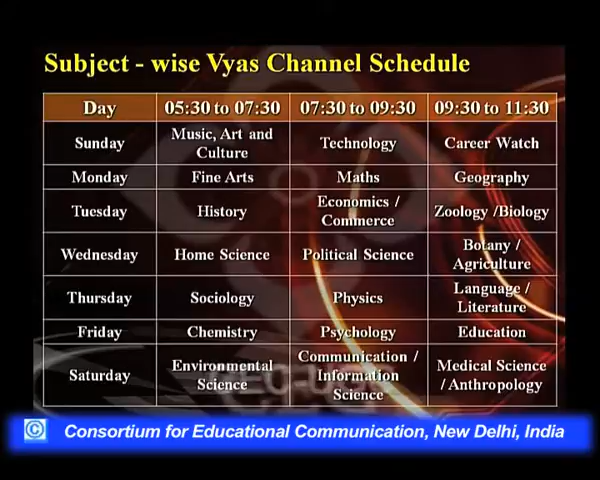 Subject - wise Vyas Channel Schedule
Day 05:30 to 07:30 07:30 to 09:30 09:30 to 11:30
Sunday Music, Art and Culture Technology Career Watch
Monday Fine Arts Maths Geography
Tuesday History Economics / Commerce Zoology /Biology
Wednesday Home Science Political Science Botany / Agriculture
Thursday Sociology Physics Language / Literature
Friday Chemistry Psychology Education
Saturday Environmental Science Communication / Information Science Medical Science / Anthropology
© Consortium for Educational Communication, New Delhi, India